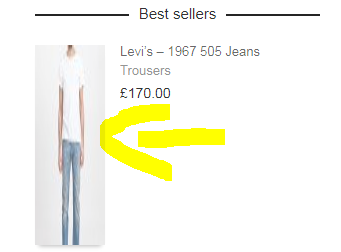 Best sellers
Levi's – 1967 505 Jeans
Trousers
£170.00